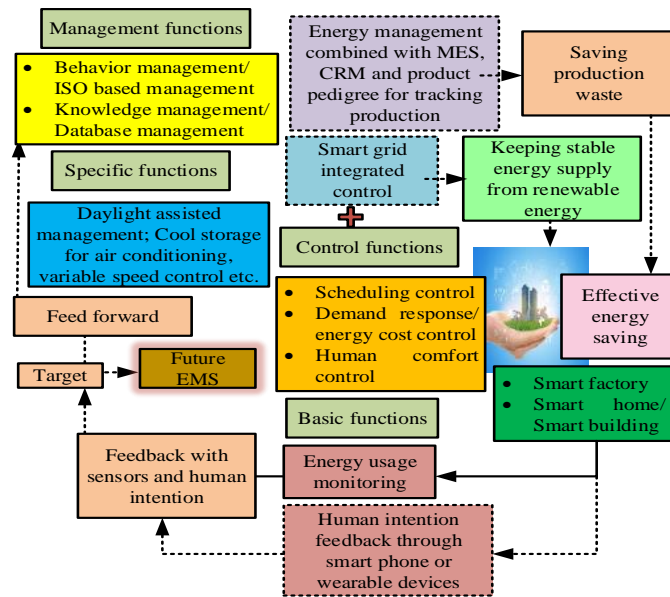 Management functions
• Behavior management/
ISO based management
• Knowledge management/
Database management
Specific functions
Daylight assisted
management; Cool storage
for air conditioning,
variable speed control etc.
Feed forward
Target
Future
EMS
Feedback with
sensors and human
intention
Energy management
combined with MES,
CRM and product
pedigree for tracking
production
Saving
production
waste
Smart grid
integrated
control
Keeping stable
energy supply
from renewable
energy
Control functions
• Scheduling control
• Demand response/
energy cost control
• Human comfort
control
Effective
energy
saving
Basic functions
• Smart factory
• Smart home/
Smart building
Energy usage
monitoring
Human intention
feedback through
smart phone or
wearable devices